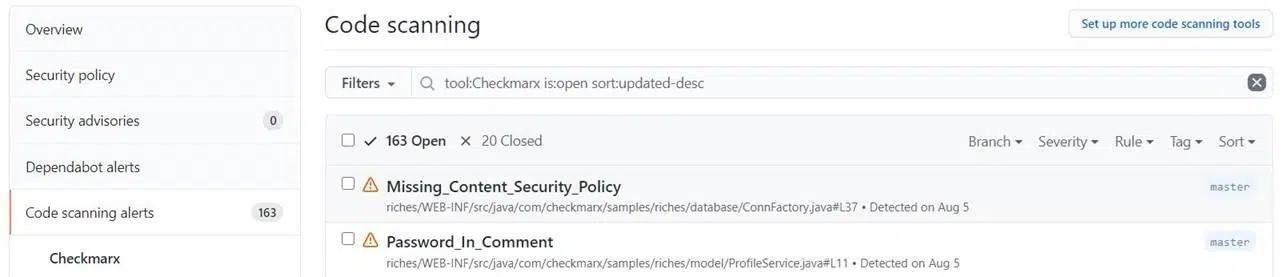 Overview
Security policy
Security advisories 0
Dependabot alerts
Code scanning alerts 163
Checkmarx
Code scanning
Set up more code scanning tools
Filters
tool:Checkmarx is:open sort:updated-desc
163 Open 20 Closed Branch Severity Rule Tag Sort
Missing_Content_Security_Policy master
riches/WEB-INF/src/java/com/checkmarx/samples/riches/database/ConnFactory.java#L37 • Detected on Aug 5
Password_In_Comment master
riches/WEB-INF/src/java/com/checkmarx/samples/riches/model/ProfileService.java#L11 • Detected on Aug 5